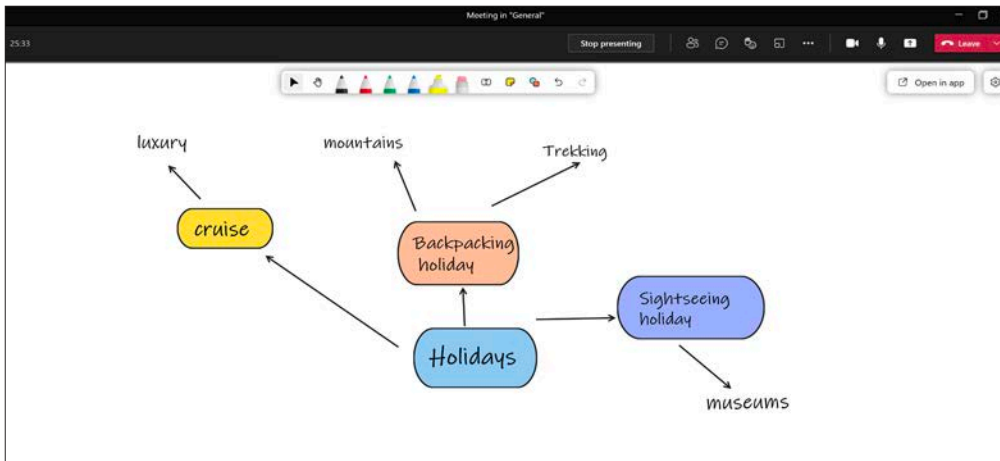 Meeting in "General"
25:33
Stop presenting
Leave
Open in app
luxury
mountains
Trekking
cruise
Backpacking
holiday
Sightseeing
holiday
Holidays
museums